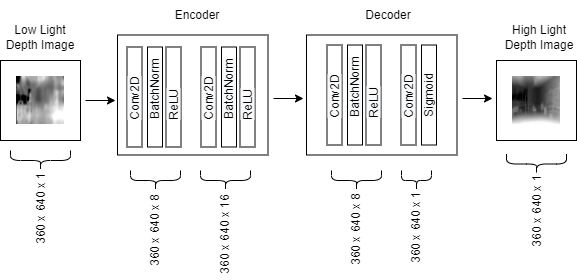 Low Light
Depth Image
Encoder
Decoder
High Light
Depth Image
Conv2D
BatchNorm
ReLU
Conv2D
BatchNorm
ReLU
Conv2D
BatchNorm
ReLU
Conv2D
Sigmoid
360 x 640 x 1
360 x 640 x 8
360 x 640 x 16
360 x 640 x 8
360 x 640 x 1
360 x 640 x 1